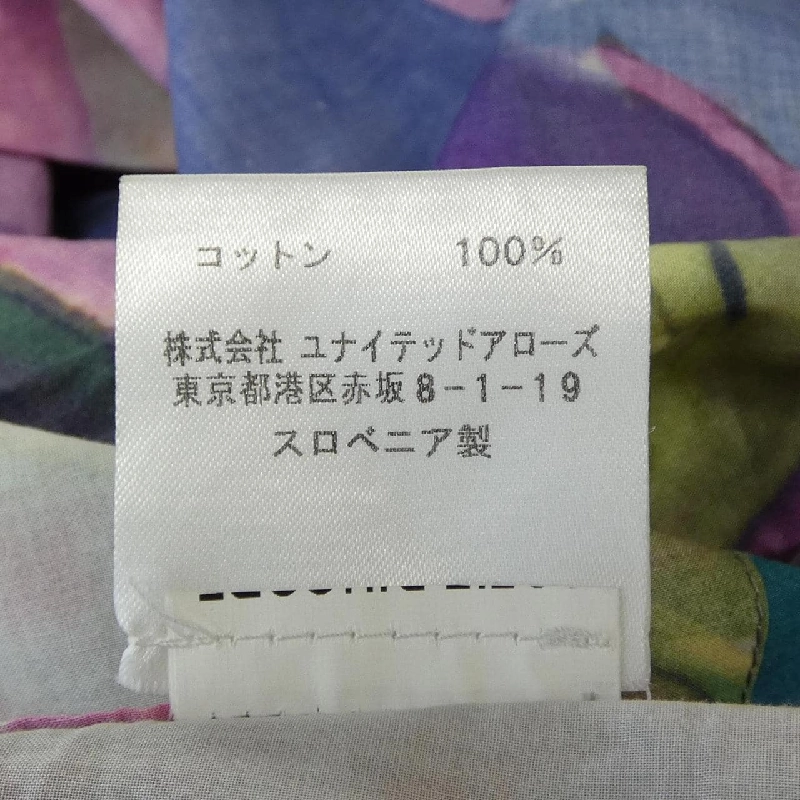 コットン 100%
株式会社 ユナイテッドアローズ
東京都港区赤坂8-1-19
スロベニア製